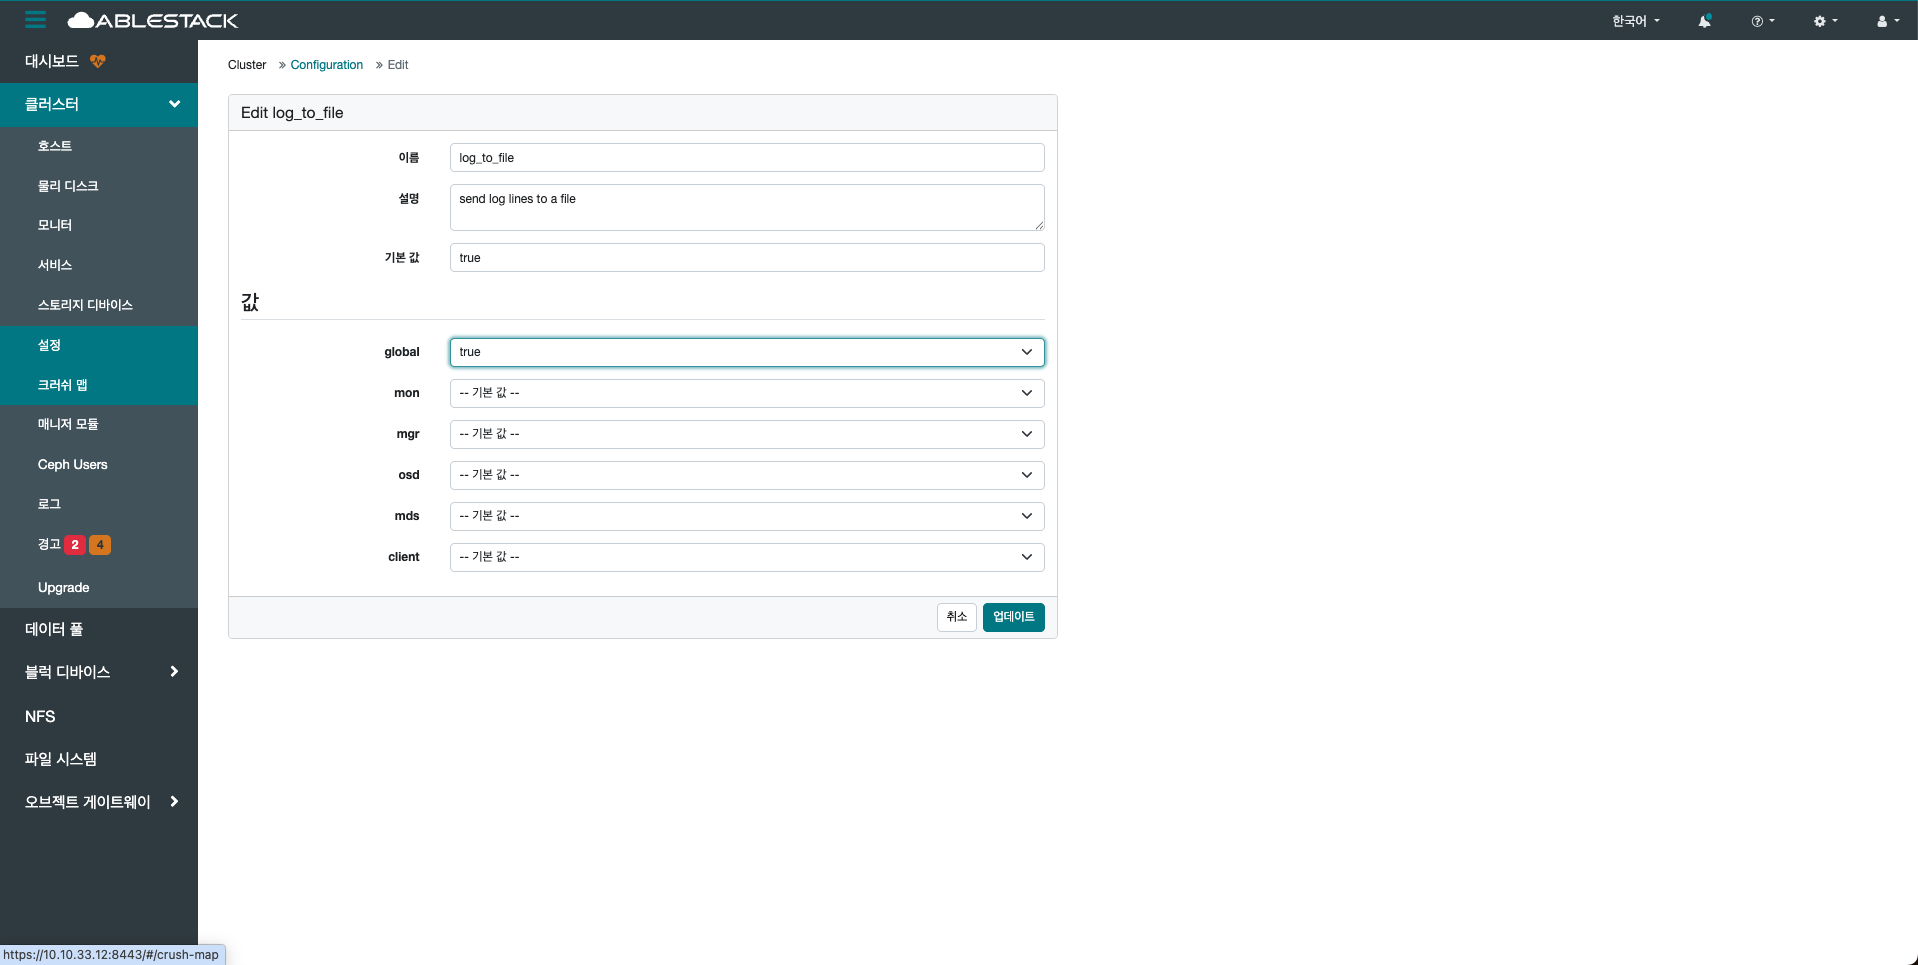 ABLESTACK
한국어
대시보드
클러스터
호스트
물리 디스크
모니터
서비스
스토리지 디바이스
설정
크러쉬 맵
매니저 모듈
Ceph Users
로그
경고 2 4
Upgrade
데이터 풀
블럭 디바이스
NFS
파일 시스템
오브젝트 게이트웨이
Cluster » Configuration » Edit
Edit log_to_file
이름 log_to_file
설명 send log lines to a file
기본 값 true
값
global true
mon -- 기본 값 --
mgr -- 기본 값 --
osd -- 기본 값 --
mds -- 기본 값 --
client -- 기본 값 --
취소 업데이트
https://10.10.33.12:8443/#/crush-map